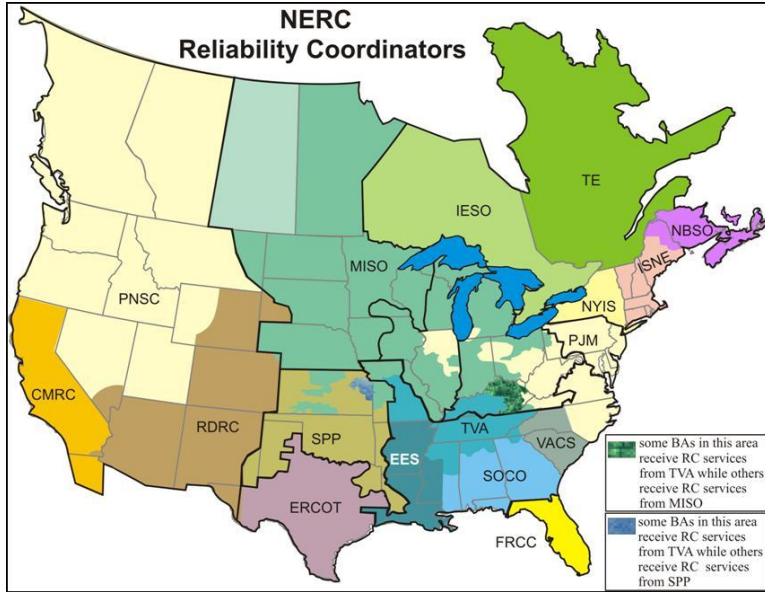 NERC
Reliability Coordinators
TE
IESO
NBSO
MISO
ISNE
PNSC
NYIS
PJM
CMRC
RDRC
TVA
SPP
VACS
EES
SOCO
ERCOT
FRCC
some BAs in this area
receive RC services
from TVA while others
receive RC services
from MISO
some BAs in this area
receive RC services
from TVA while others
receive RC services
from SPP